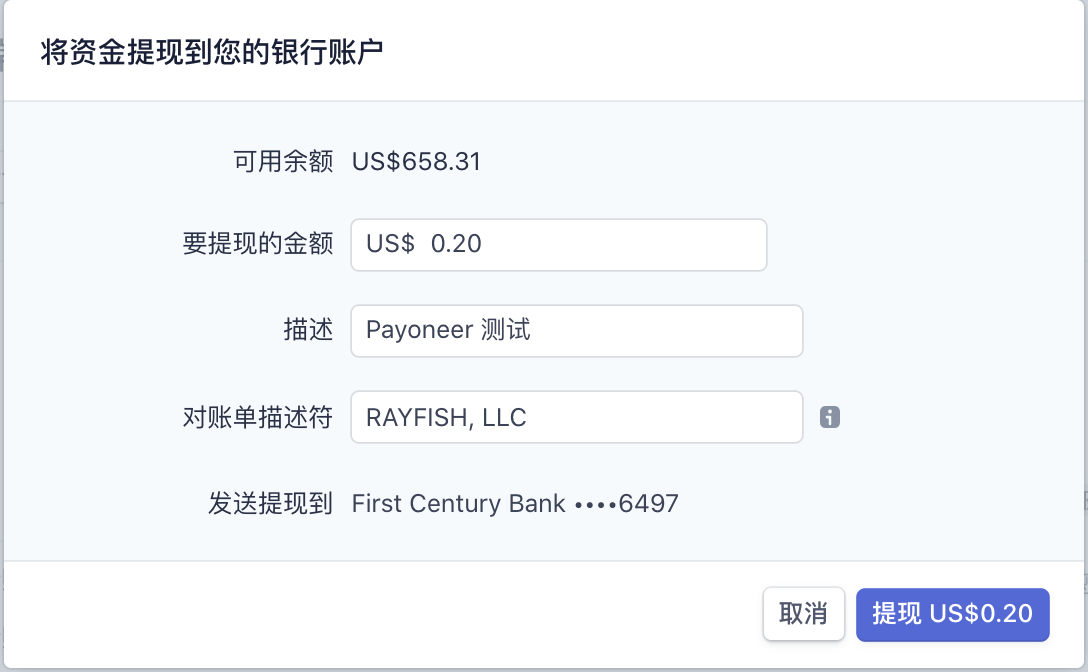 将资金提现到您的银行账户
可用余额 US$658.31
要提现的金额 US$ 0.20
描述 Payoneer 测试
对账单描述符 RAYFISH, LLC
发送提现到 First Century Bank ••••6497
取消 提现 US$0.20